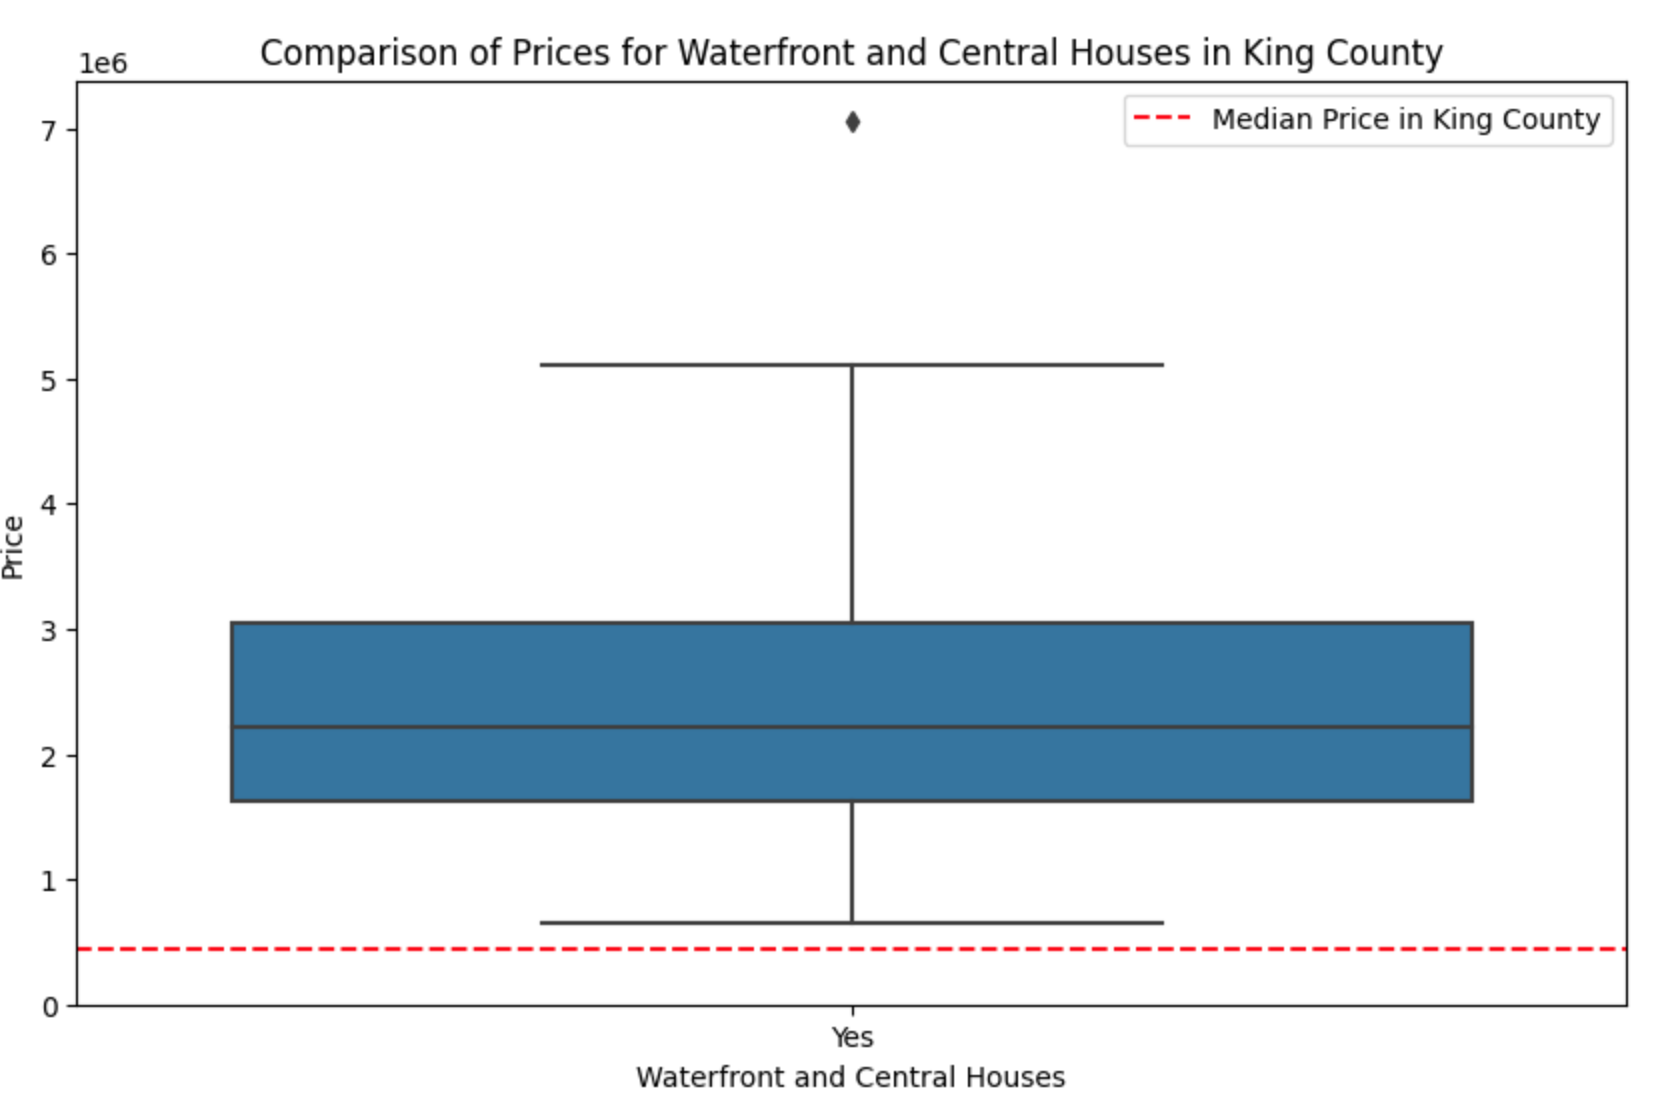 Comparison of Prices for Waterfront and Central Houses in King County
1e6
Median Price in King County
7
6
5
4
3
2
1
0
Price
Yes
Waterfront and Central Houses